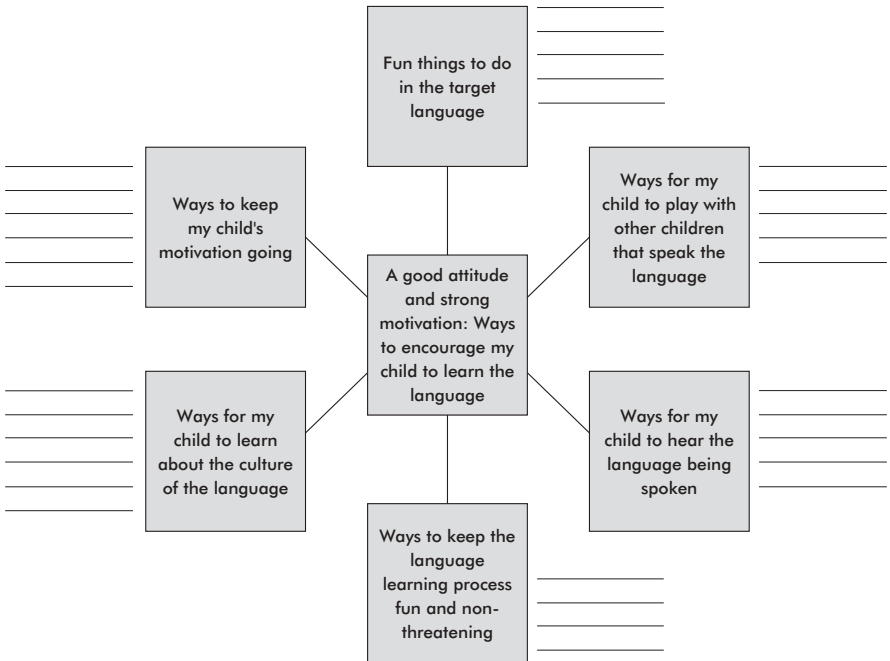 Fun things to do
in the target
language
Ways to keep
my child's
motivation going
Ways for my
child to play with
other children
that speak the
language
A good attitude
and strong
motivation: Ways
to encourage my
child to learn the
language
Ways for my
child to learn
about the culture
of the language
Ways for my
child to hear the
language being
spoken
Ways to keep the
language
learning process
fun and non-
threatening